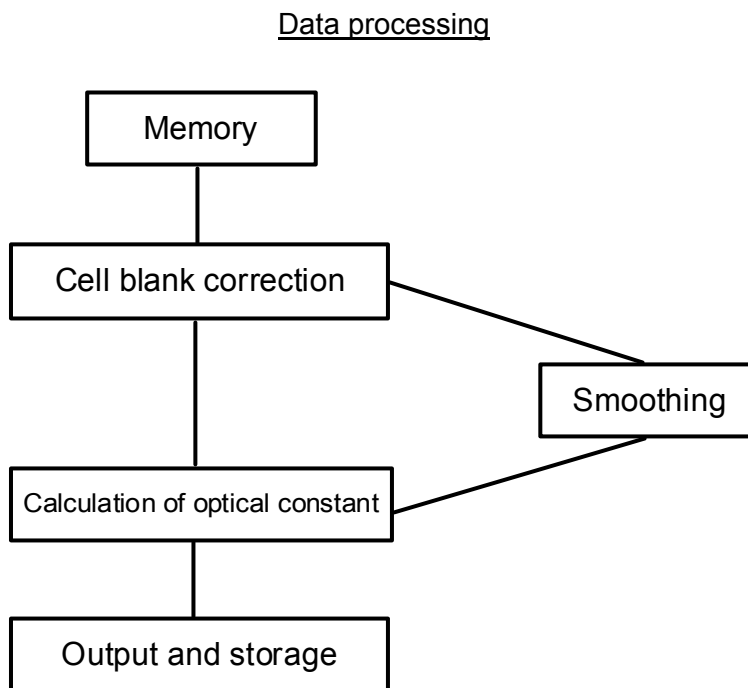 Data processing
Memory
Cell blank correction
Smoothing
Calculation of optical constant
Output and storage